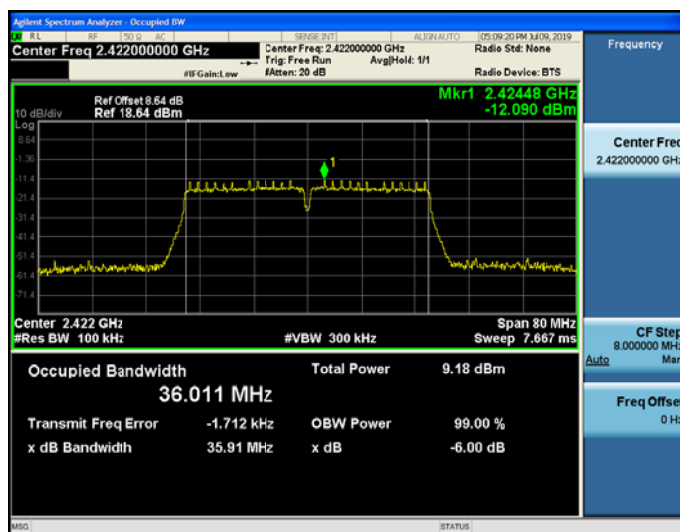 Agilent Spectrum Analyzer - Occupied BW
RL RF 50 Ω AC SENSE:INT ALIGNAUTO 05:09:20 PM Jul 09, 2019
Center Freq 2.422000000 GHz
Center Freq: 2.422000000 GHz
Radio Std: None
Trig: Free Run Avg|Hold: 1/1
#IFGain:Low #Atten: 20 dB Radio Device: BTS
Frequency
Mkr1 2.42448 GHz
-12.090 dBm
Ref Offset 8.64 dB
10 dB/div Ref 18.64 dBm
Log
8.64
-1.36
-11.4
-21.4
-31.4
-41.4
-51.4
-61.4
-71.4
1
Center 2.422 GHz Span 80 MHz
#Res BW 100 kHz #VBW 300 kHz Sweep 7.667 ms
Center Freq
2.422000000 GHz
CF Step
8.000000 MHz
Auto Man
Freq Offset
0 Hz
Occupied Bandwidth Total Power 9.18 dBm
36.011 MHz
Transmit Freq Error -1.712 kHz OBW Power 99.00 %
x dB Bandwidth 35.91 MHz x dB -6.00 dB
MSG STATUS